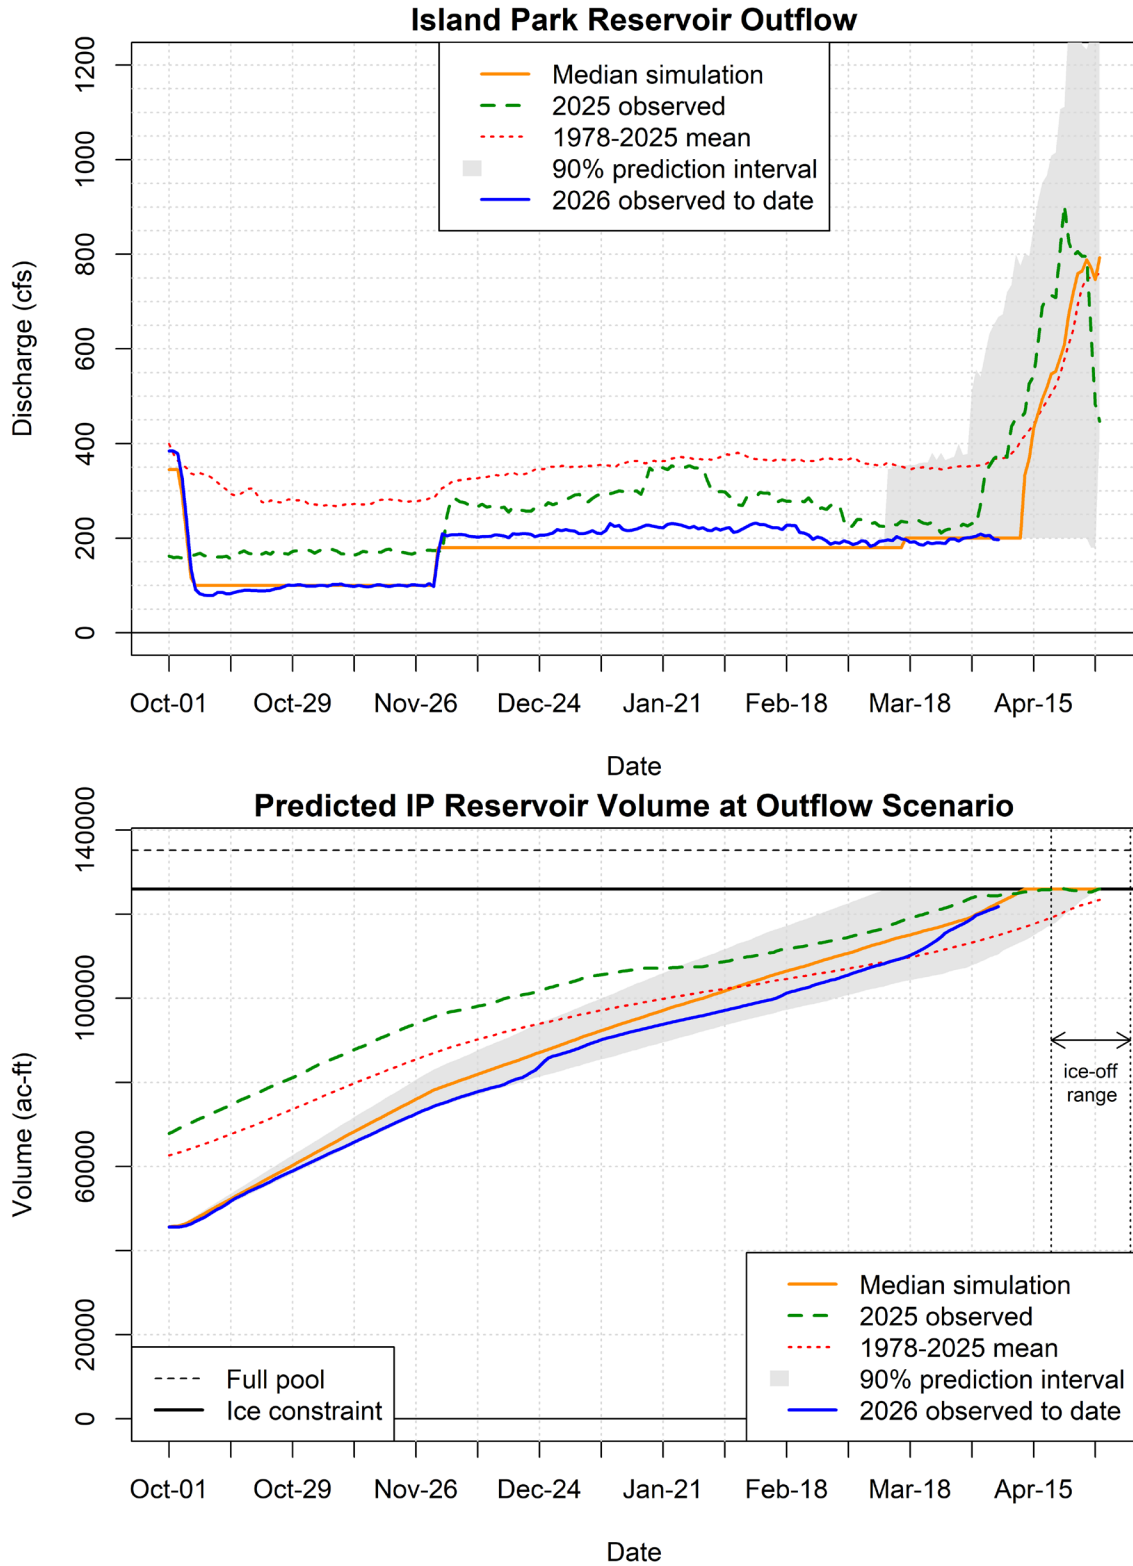 Island Park Reservoir Outflow
Median simulation
2025 observed
1978-2025 mean
90% prediction interval
2026 observed to date
Discharge (cfs)
1200
1000
800
600
400
200
0
Oct-01 Oct-29 Nov-26 Dec-24 Jan-21 Feb-18 Mar-18 Apr-15
Date
Predicted IP Reservoir Volume at Outflow Scenario
Volume (ac-ft)
140000
100000
60000
20000
0
ice-off
range
Median simulation
2025 observed
1978-2025 mean
90% prediction interval
2026 observed to date
Full pool
Ice constraint
Oct-01 Oct-29 Nov-26 Dec-24 Jan-21 Feb-18 Mar-18 Apr-15
Date